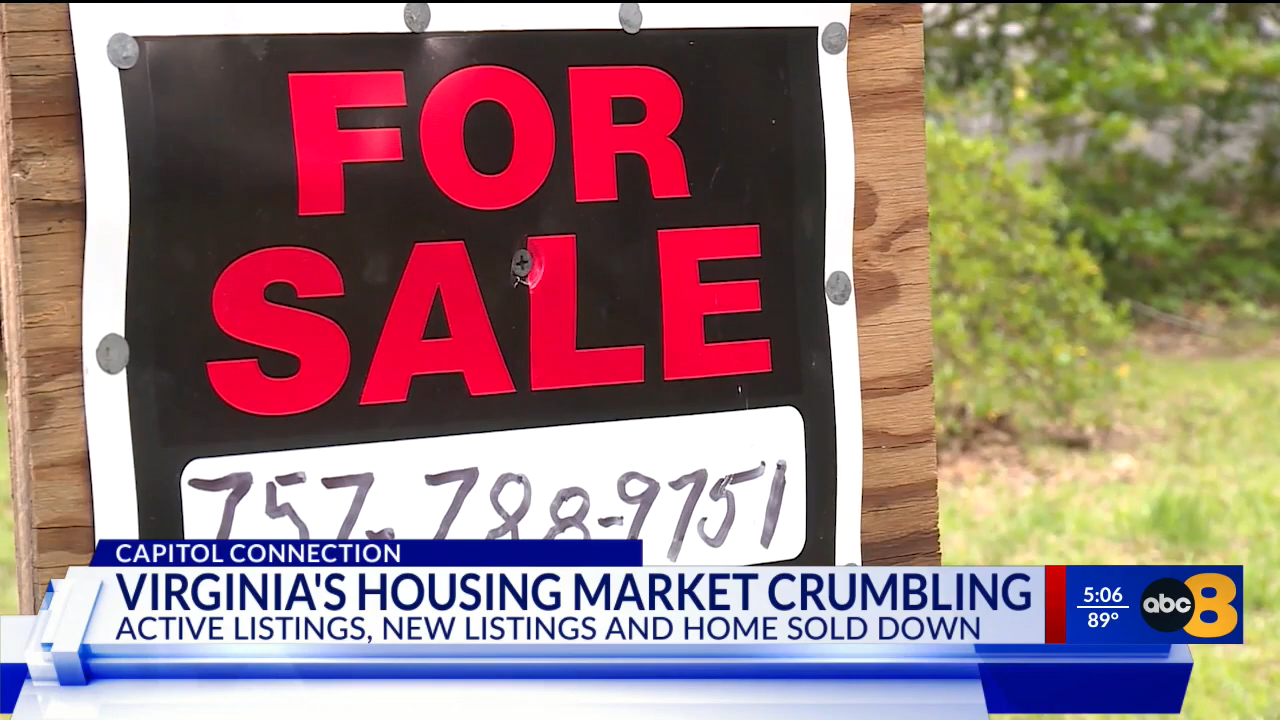 FOR
SALE
757-788-9751
CAPITOL CONNECTION
VIRGINIA'S HOUSING MARKET CRUMBLING
ACTIVE LISTINGS, NEW LISTINGS AND HOME SOLD DOWN
5:06
89°
abc 8